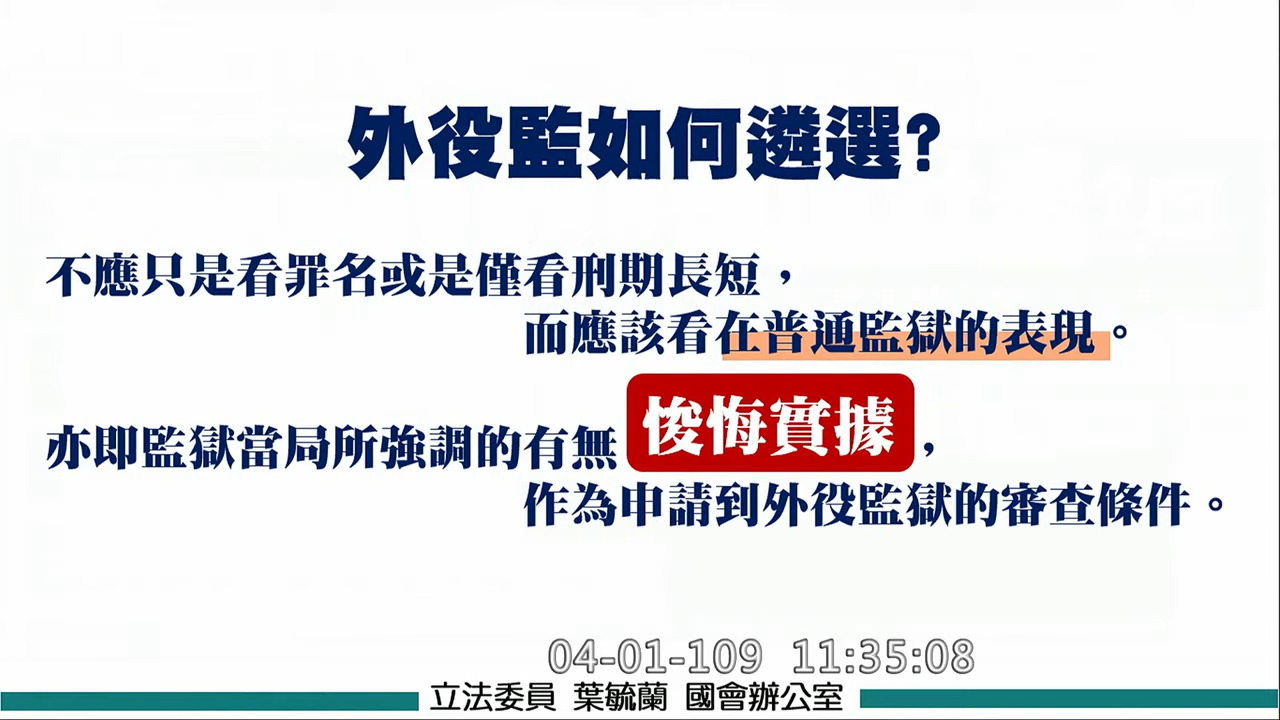 外役監如何遴選?
不應只是看罪名或是僅看刑期長短，
而應該看在普通監獄的表現。
亦即監獄當局所強調的有無 悛悔實據，
作為申請到外役監獄的審查條件。
04-01-109 11:35:08
立法委員 葉毓蘭 國會辦公室